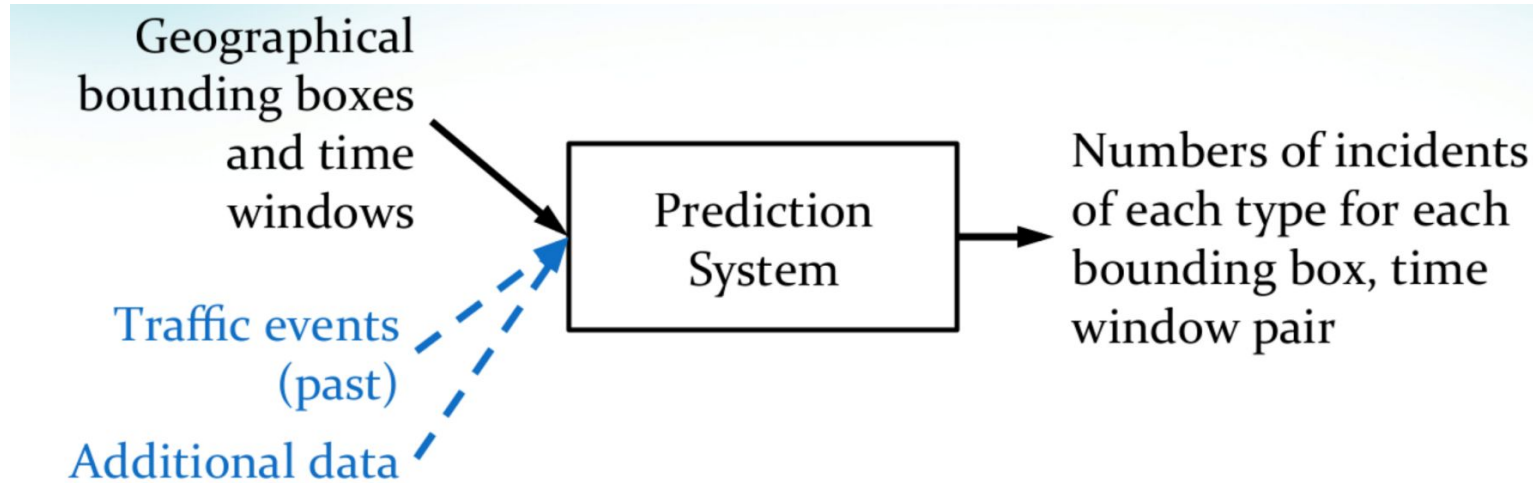 Geographical
bounding boxes
and time
windows
Traffic events
(past)
Additional data
Prediction
System
Numbers of incidents
of each type for each
bounding box, time
window pair